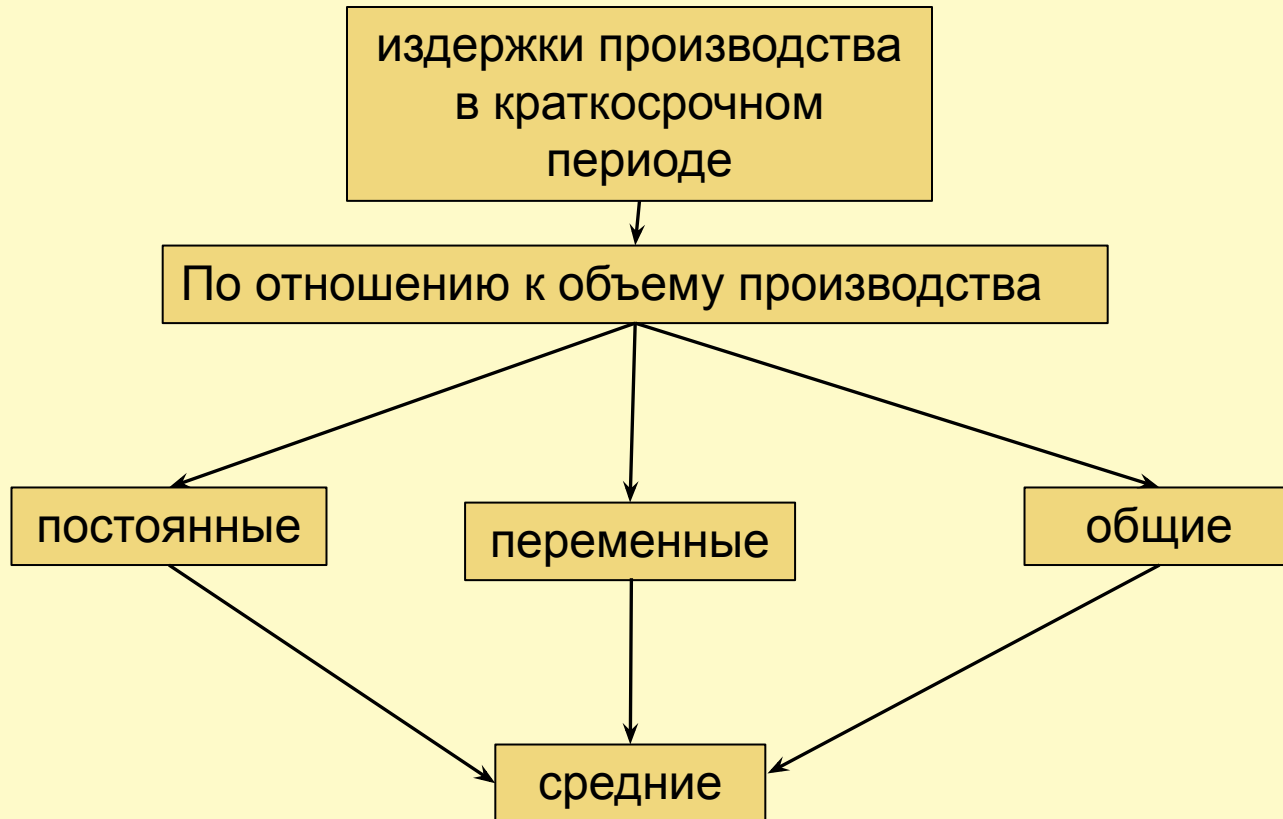 издержки производства
в краткосрочном
периоде
По отношению к объему производства
постоянные
переменные
общие
средние